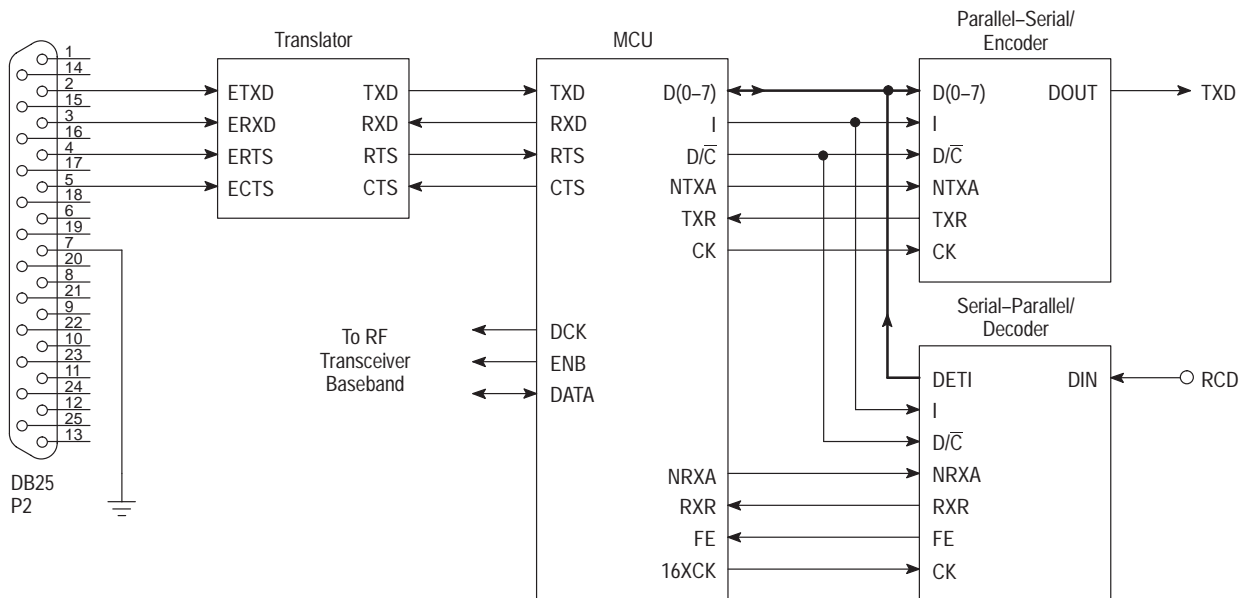 1
14
2
15
3
16
4
17
5
18
6
19
7
20
8
21
9
22
10
23
11
24
12
25
13
DB25
P2
Translator
ETXD TXD
ERXD RXD
ERTS RTS
ECTS CTS
To RF
Transceiver
Baseband
MCU
TXD D(0–7)
RXD I
RTS D/C̅
CTS NTXA
TXR
CK
DCK
ENB
DATA
NRXA
RXR
FE
16XCK
Parallel–Serial/
Encoder
D(0–7) DOUT
I
D/C̅
NTXA
TXR
CK
TXD
Serial–Parallel/
Decoder
DETI DIN
I
D/C̅
NRXA
RXR
FE
CK
RCD